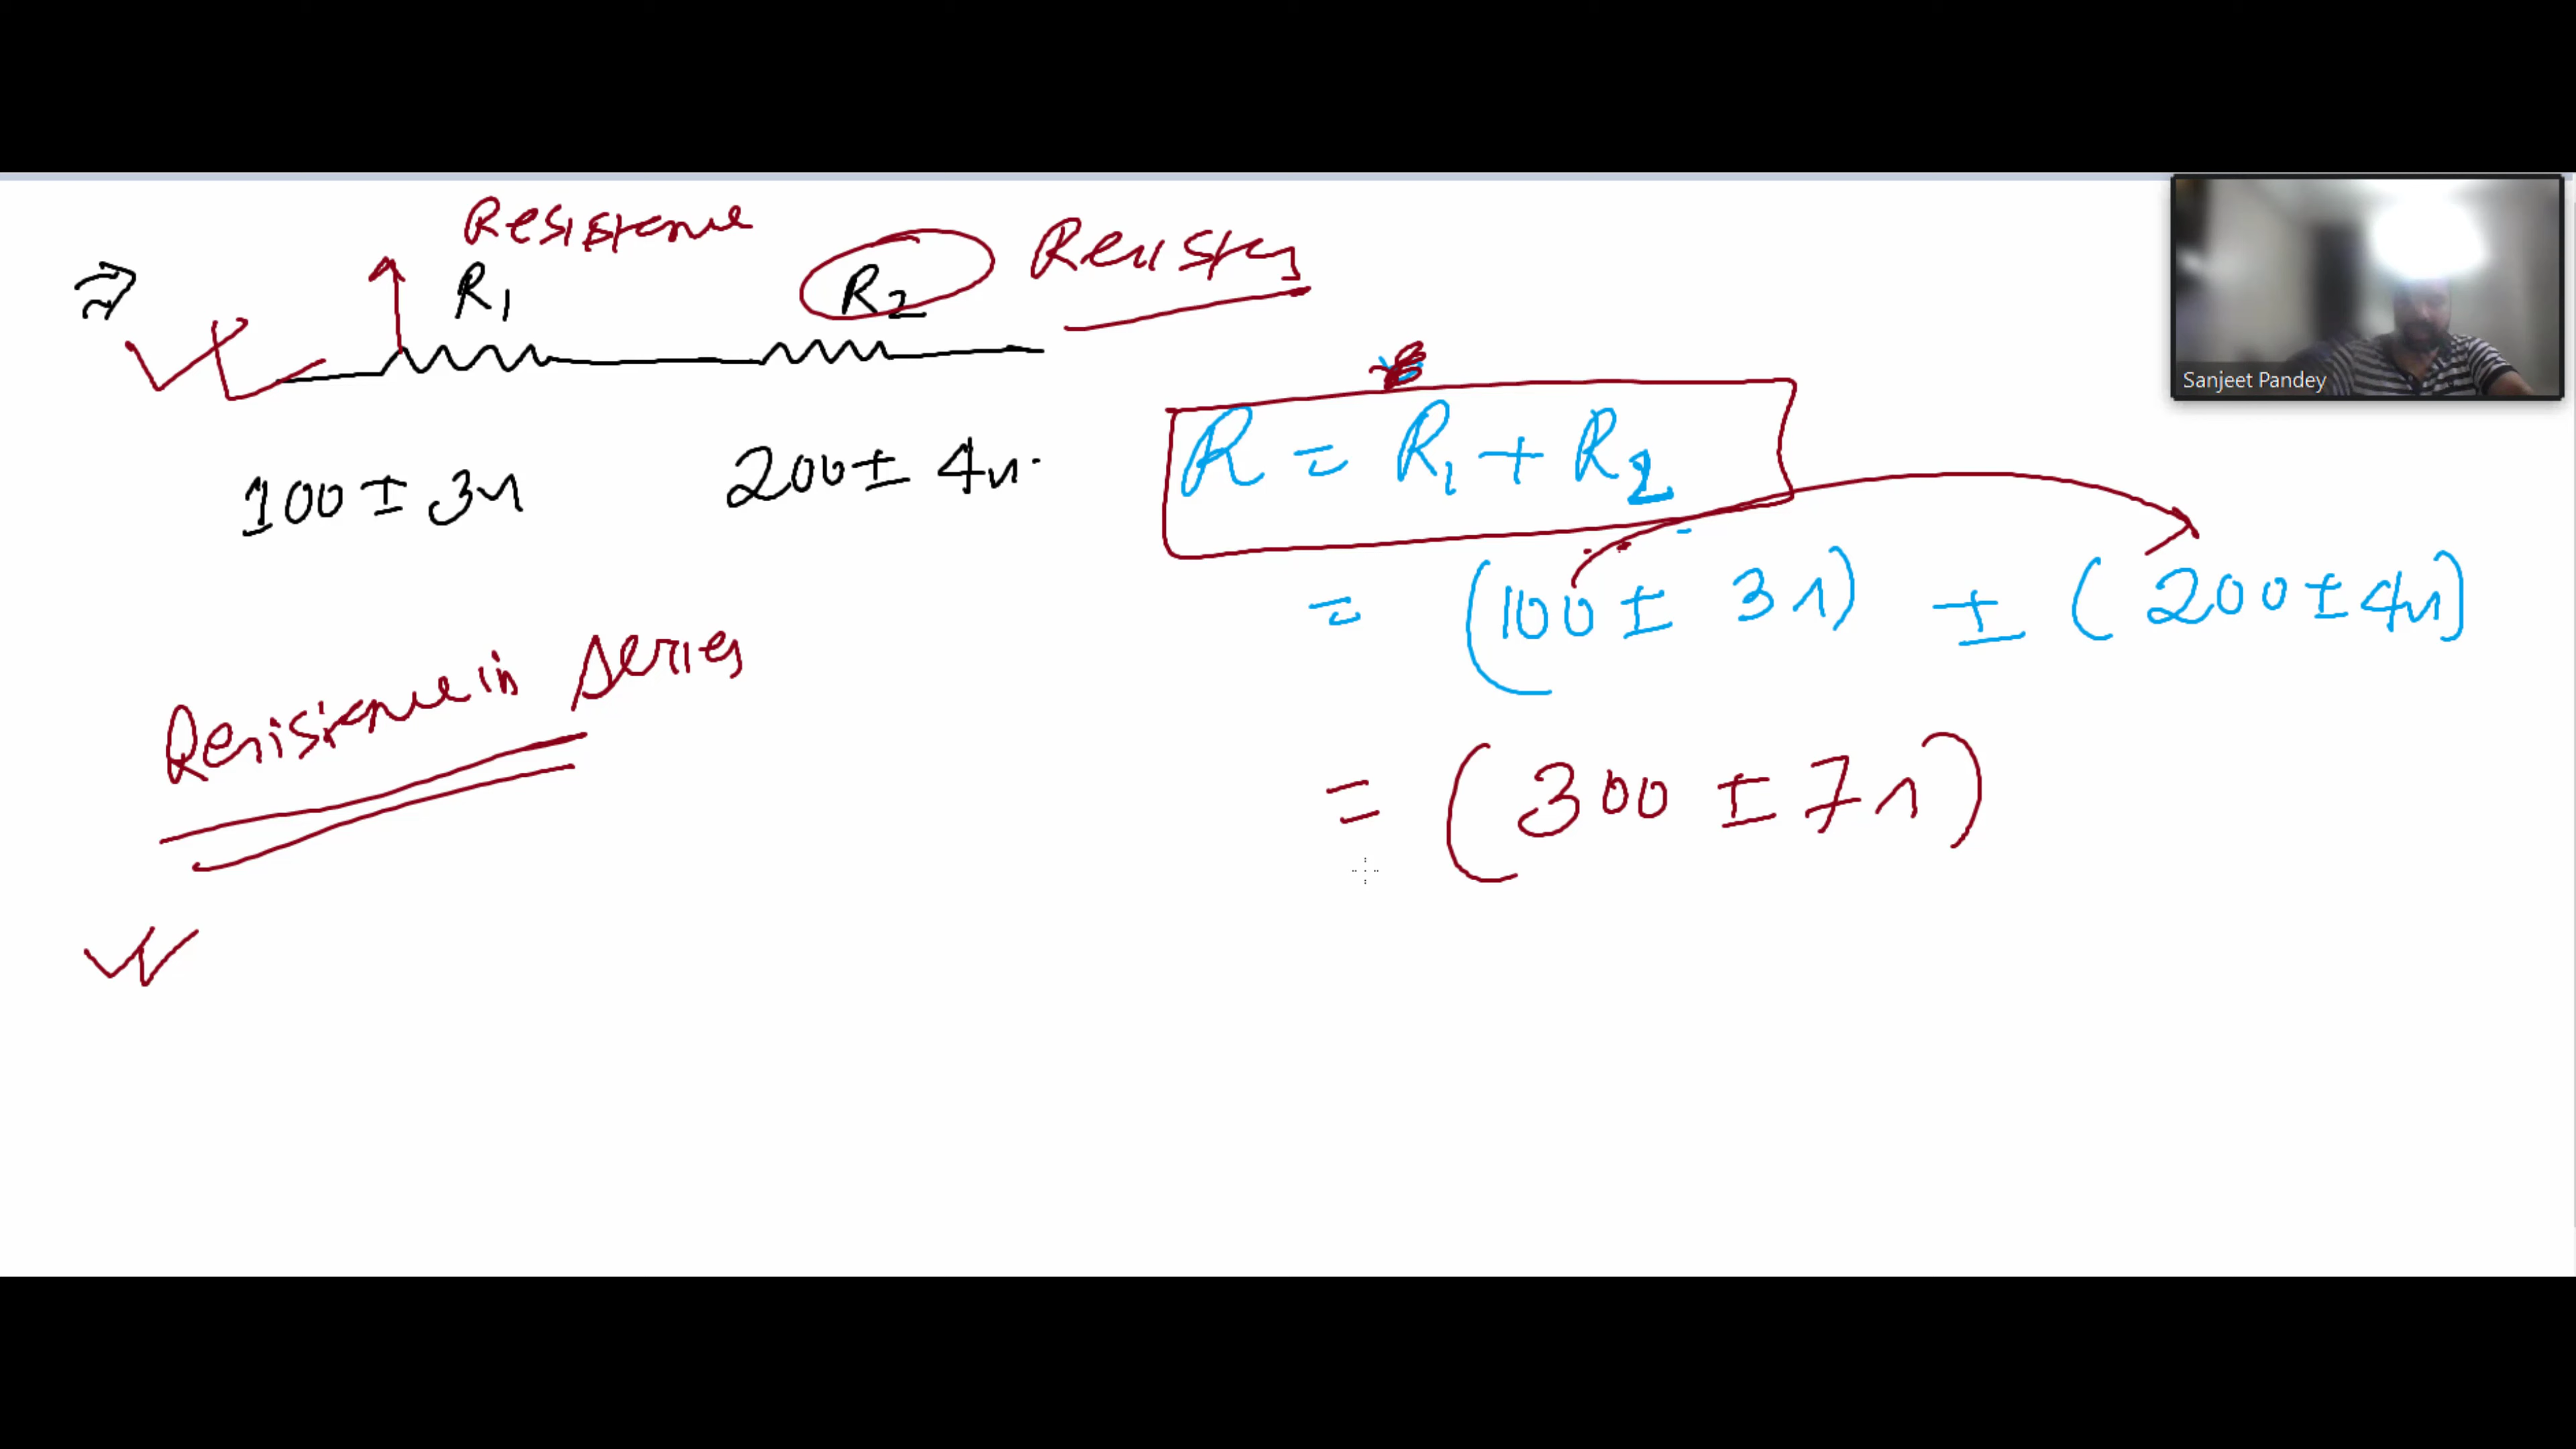 Resistance
R1
R2
Resistan
Sanjeet Pandey
100 ± 3Ω
200 ± 4Ω
R = R1 + R2
= (100 ± 3Ω) ± (200 ± 4Ω)
Resistance in series
= (300 ± 7Ω)